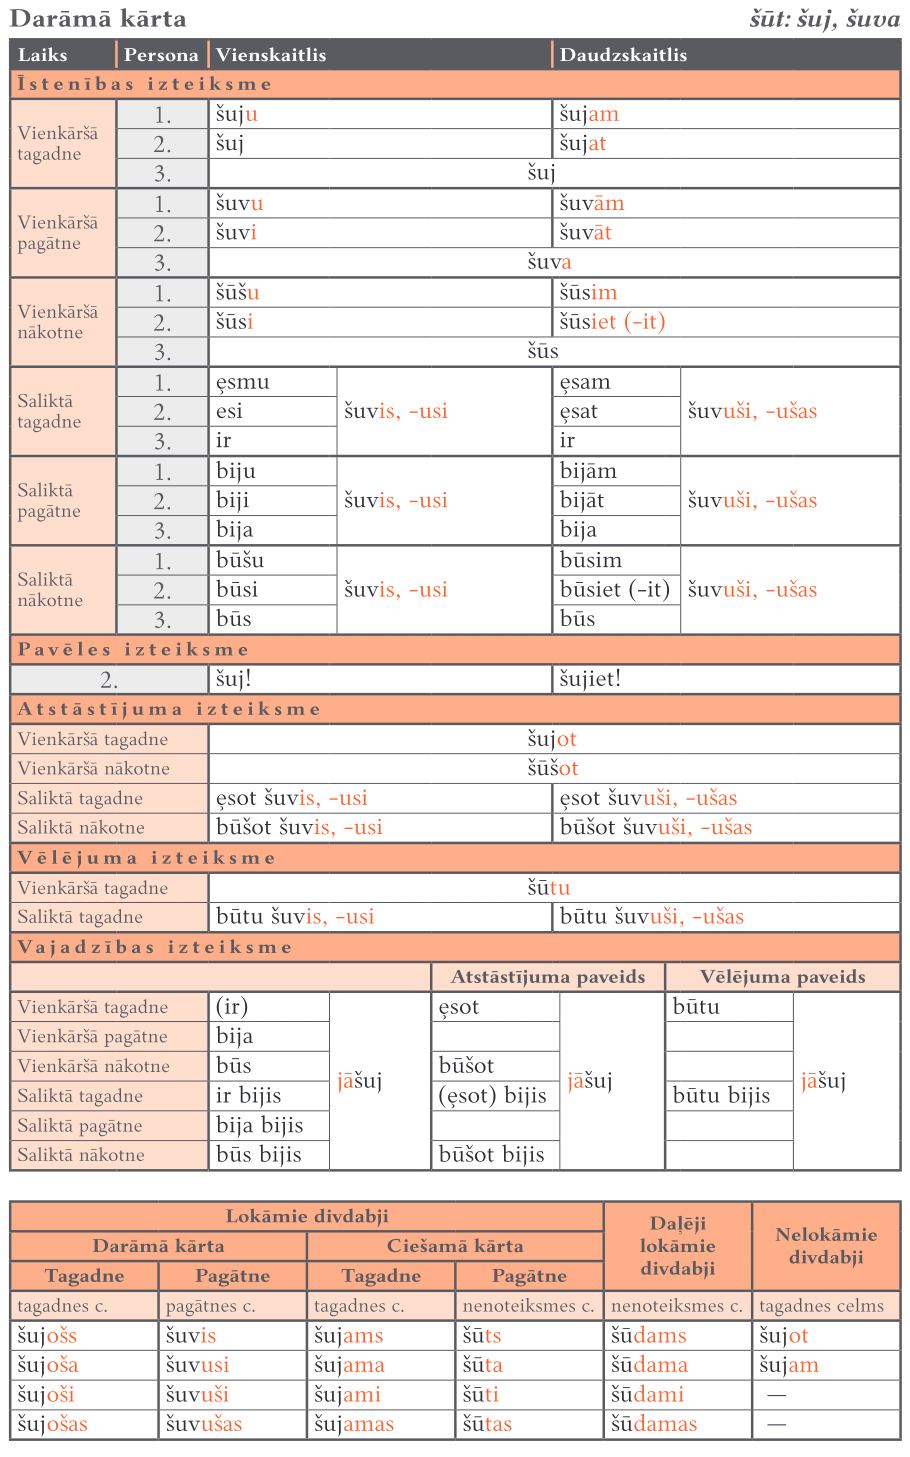 Darāmā kārta šūt: šuj, šuva
Laiks Persona Vienskaitlis Daudzskaitlis
Īstenības izteiksme
Vienkāršā tagadne
1. šuju šujam
2. šuj šujat
3. šuj
Vienkāršā pagātne
1. šuvu šuvām
2. šuvi šuvāt
3. šuva
Vienkāršā nākotne
1. šūšu šūsim
2. šūsi šūsiet (-it)
3. šūs
Saliktā tagadne
1. ęsmu ęsam
2. esi šuvis, -usi ęsat šuvuši, -ušas
3. ir ir
Saliktā pagātne
1. biju bijām
2. biji šuvis, -usi bijāt šuvuši, -ušas
3. bija bija
Saliktā nākotne
1. būšu būsim
2. būsi šuvis, -usi būsiet (-it) šuvuši, -ušas
3. būs būs
Pavēles izteiksme
2. šuj! šujiet!
Atstāstījuma izteiksme
Vienkāršā tagadne šujot
Vienkāršā nākotne šūšot
Saliktā tagadne ęsot šuvis, -usi ęsot šuvuši, -ušas
Saliktā nākotne būšot šuvis, -usi būšot šuvuši, -ušas
Vēlējuma izteiksme
Vienkāršā tagadne šūtu
Saliktā tagadne būtu šuvis, -usi būtu šuvuši, -ušas
Vajadzības izteiksme
Atstāstījuma paveids Vēlējuma paveids
Vienkāršā tagadne (ir) ęsot būtu
Vienkāršā pagātne bija
Vienkāršā nākotne būs būšot
jāšuj jāšuj jāšuj
Saliktā tagadne ir bijis (ęsot) bijis būtu bijis
Saliktā pagātne bija bijis
Saliktā nākotne būs bijis būšot bijis
Lokāmie divdabji Daļēji lokāmie divdabji Nelokāmie divdabji
Darāmā kārta Ciešamā kārta
Tagadne Pagātne Tagadne Pagātne
tagadnes c. pagātnes c. tagadnes c. nenoteiksmes c. nenoteiksmes c. tagadnes celms
šujošs šuvis šujams šūts šūdams šujot
šujoša šuvusi šujama šūta šūdama šujam
šujoši šuvuši šujami šūti šūdami —
šujošas šuvušas šujamas šūtas šūdamas —